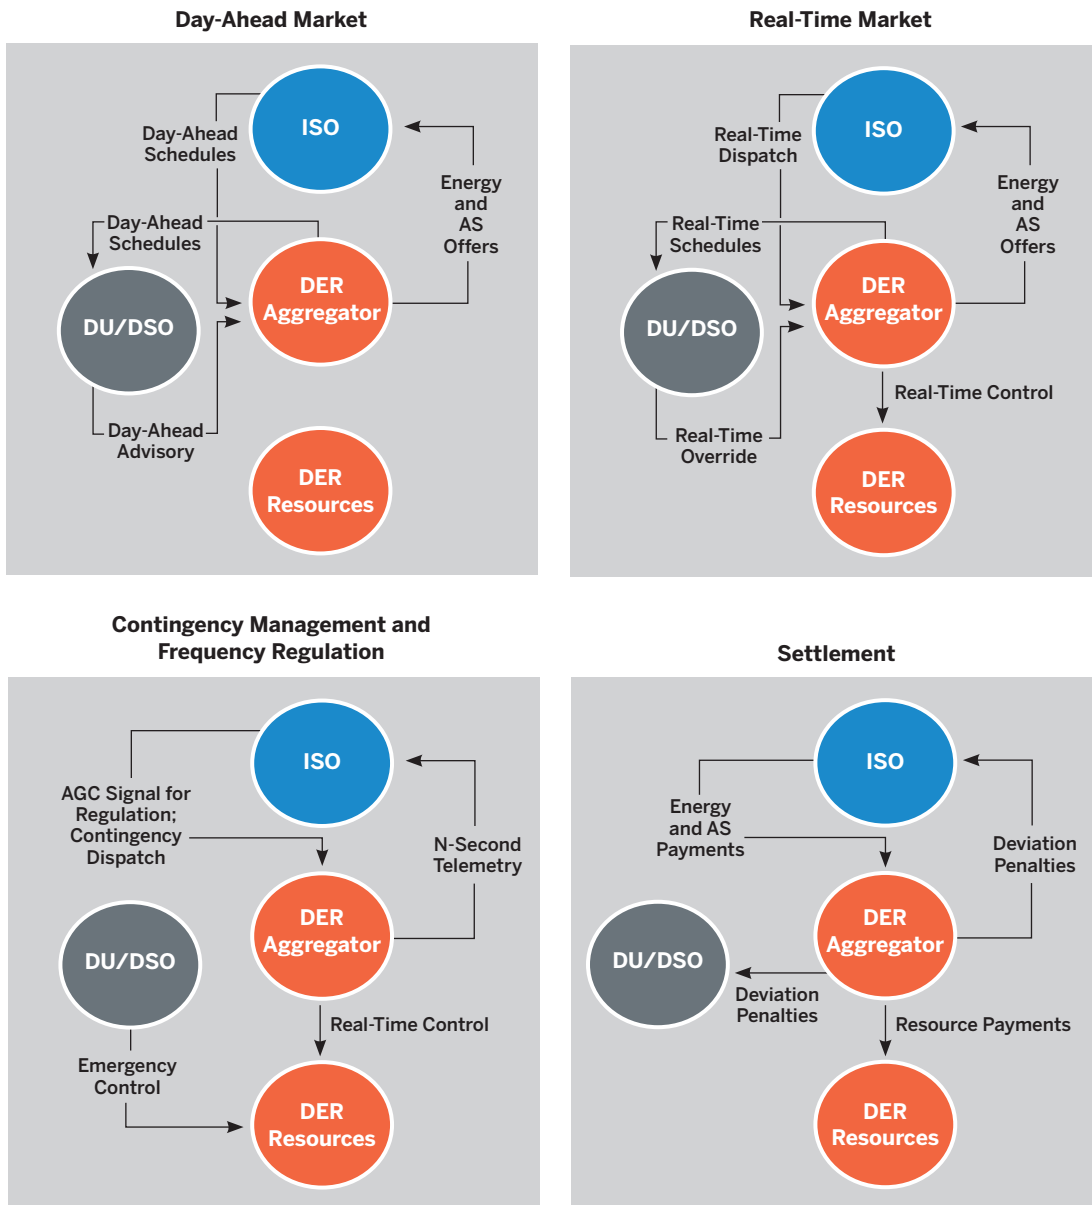 Day-Ahead Market
ISO
Day-Ahead
Schedules
Energy
and
AS
Offers
Day-Ahead
Schedules
DER
Aggregator
DU/DSO
Day-Ahead
Advisory
DER
Resources
Real-Time Market
ISO
Real-Time
Dispatch
Energy
and
AS
Offers
Real-Time
Schedules
DER
Aggregator
DU/DSO
Real-Time Control
Real-Time
Override
DER
Resources
Contingency Management and
Frequency Regulation
ISO
AGC Signal for
Regulation;
Contingency
Dispatch
N-Second
Telemetry
DER
Aggregator
DU/DSO
Real-Time Control
Emergency
Control
DER
Resources
Settlement
ISO
Energy
and AS
Payments
Deviation
Penalties
DER
Aggregator
DU/DSO
Deviation
Penalties
Resource Payments
DER
Resources